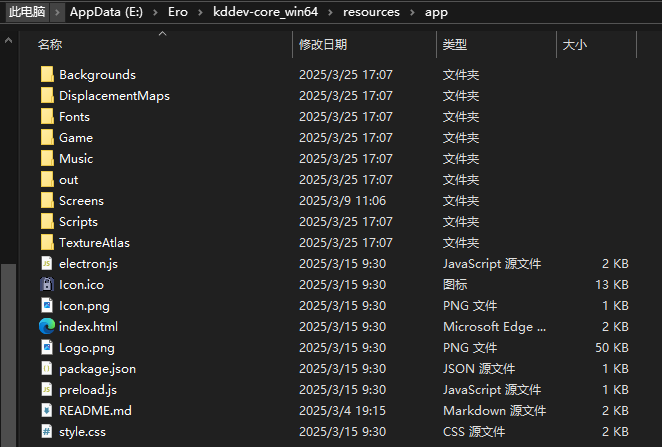 此电脑 > AppData (E:) > Ero > kddev-core_win64 > resources > app
名称 修改日期 类型 大小
Backgrounds 2025/3/25 17:07 文件夹
DisplacementMaps 2025/3/25 17:07 文件夹
Fonts 2025/3/25 17:07 文件夹
Game 2025/3/25 17:07 文件夹
Music 2025/3/25 17:07 文件夹
out 2025/3/25 17:07 文件夹
Screens 2025/3/9 11:06 文件夹
Scripts 2025/3/25 17:07 文件夹
TextureAtlas 2025/3/25 17:07 文件夹
electron.js 2025/3/15 9:30 JavaScript 源文件 2 KB
Icon.ico 2025/3/15 9:30 图标 13 KB
Icon.png 2025/3/15 9:30 PNG 文件 1 KB
index.html 2025/3/15 9:30 Microsoft Edge ... 2 KB
Logo.png 2025/3/15 9:30 PNG 文件 50 KB
package.json 2025/3/15 9:30 JSON 源文件 1 KB
preload.js 2025/3/15 9:30 JavaScript 源文件 1 KB
README.md 2025/3/4 19:15 Markdown 源文件 2 KB
style.css 2025/3/15 9:30 CSS 源文件 2 KB